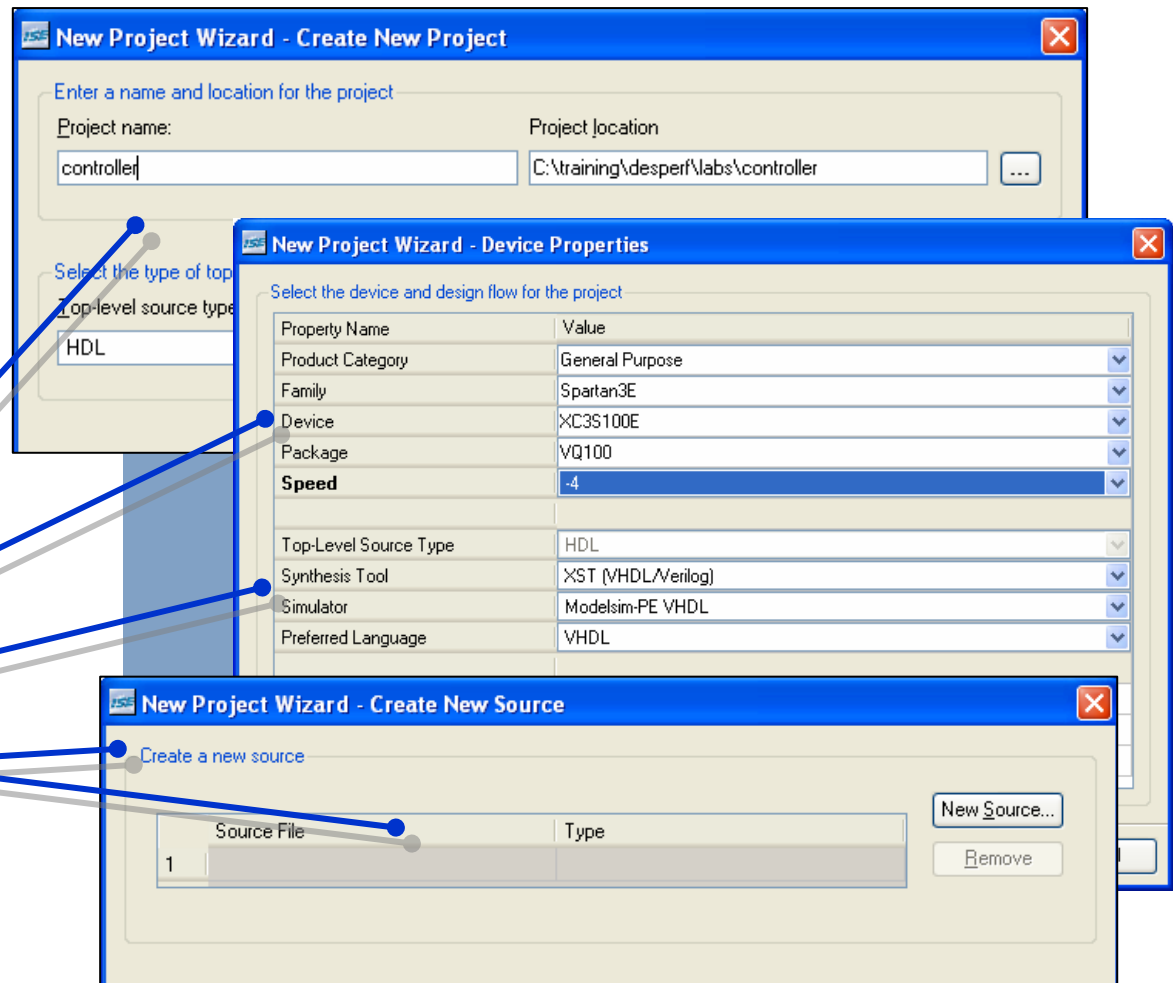 ISE New Project Wizard - Create New Project
Enter a name and location for the project
Project name:
Project location
controller
C:\training\desperf\labs\controller
...
Select the type of top
Top-level source type
HDL
ISE New Project Wizard - Device Properties
Select the device and design flow for the project
Property Name Value
Product Category General Purpose
Family Spartan3E
Device XC3S100E
Package VQ100
Speed -4
Top-Level Source Type HDL
Synthesis Tool XST (VHDL/Verilog)
Simulator Modelsim-PE VHDL
Preferred Language VHDL
ISE New Project Wizard - Create New Source
Create a new source
Source File Type
1
New Source...
Remove